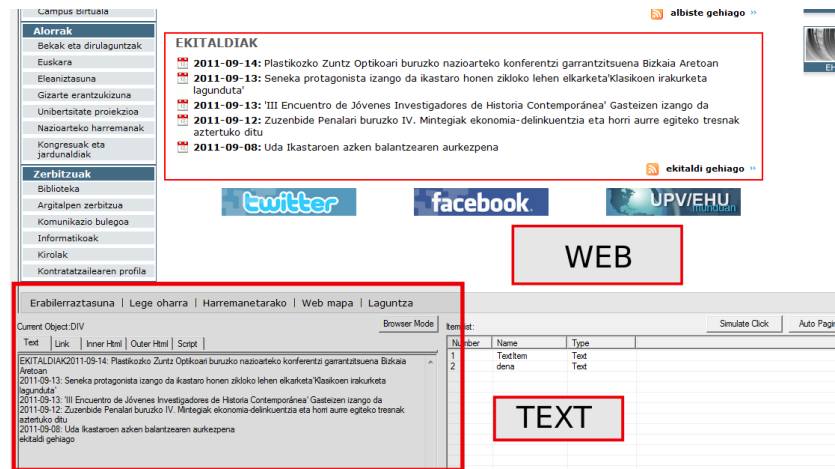 Campus Birtuala
albiste gehiago »
Alorrak
Bekak eta dirulaguntzak
Euskara
Eleaniztasuna
Gizarte erantzukizuna
Unibertsitate proiekzioa
Nazioarteko harremanak
Kongresuak eta
jardunaldiak
Zerbitzuak
Biblioteka
Argitalpen zerbitzua
Komunikazio bulegoa
Informatikoak
Kirolak
Kontratatzailearen profila
EKITALDIAK
2011-09-14: Plastikozko Zuntz Optikoari buruzko nazioarteko konferentzi garrantzitsuena Bizkaia Aretoan
2011-09-13: Seneka protagonista izango da ikastaro honen zikloko lehen elkarketa'Klasikoen irakurketa
lagunduta'
2011-09-13: 'III Encuentro de Jóvenes Investigadores de Historia Contemporánea' Gasteizen izango da
2011-09-12: Zuzenbide Penalari buruzko IV. Mintegiak ekonomia-delinkuentzia eta horri aurre egiteko tresnak
aztertuko ditu
2011-09-08: Uda Ikastaroen azken balantzearen aurkezpena
ekitaldi gehiago »
EH
twitter
facebook.
UPV/EHU
munduan
WEB
Erabilerraztasuna | Lege oharra | Harremanetarako | Web mapa | Laguntza
Current Object:DIV
Browser Mode
Text Link Inner Html Outer Html Script
EKITALDIAK2011-09-14: Plastikozko Zuntz Optikoari buruzko nazioarteko konferentzi garrantzitsuena Bizkaia
Aretoan
2011-09-13: Seneka protagonista izango da ikastaro honen zikloko lehen elkarketa'Klasikoen irakurketa
lagunduta'
2011-09-13: 'III Encuentro de Jóvenes Investigadores de Historia Contemporánea' Gasteizen izango da
2011-09-12: Zuzenbide Penalari buruzko IV. Mintegiak ekonomia-delinkuentzia eta horri aurre egiteko tresnak
aztertuko ditu
2011-09-08: Uda Ikastaroen azken balantzearen aurkezpena
ekitaldi gehiago
Item list:
Simulate Click
Auto Pagin
Number Name Type
1 TextItem Text
2 dena Text
TEXT